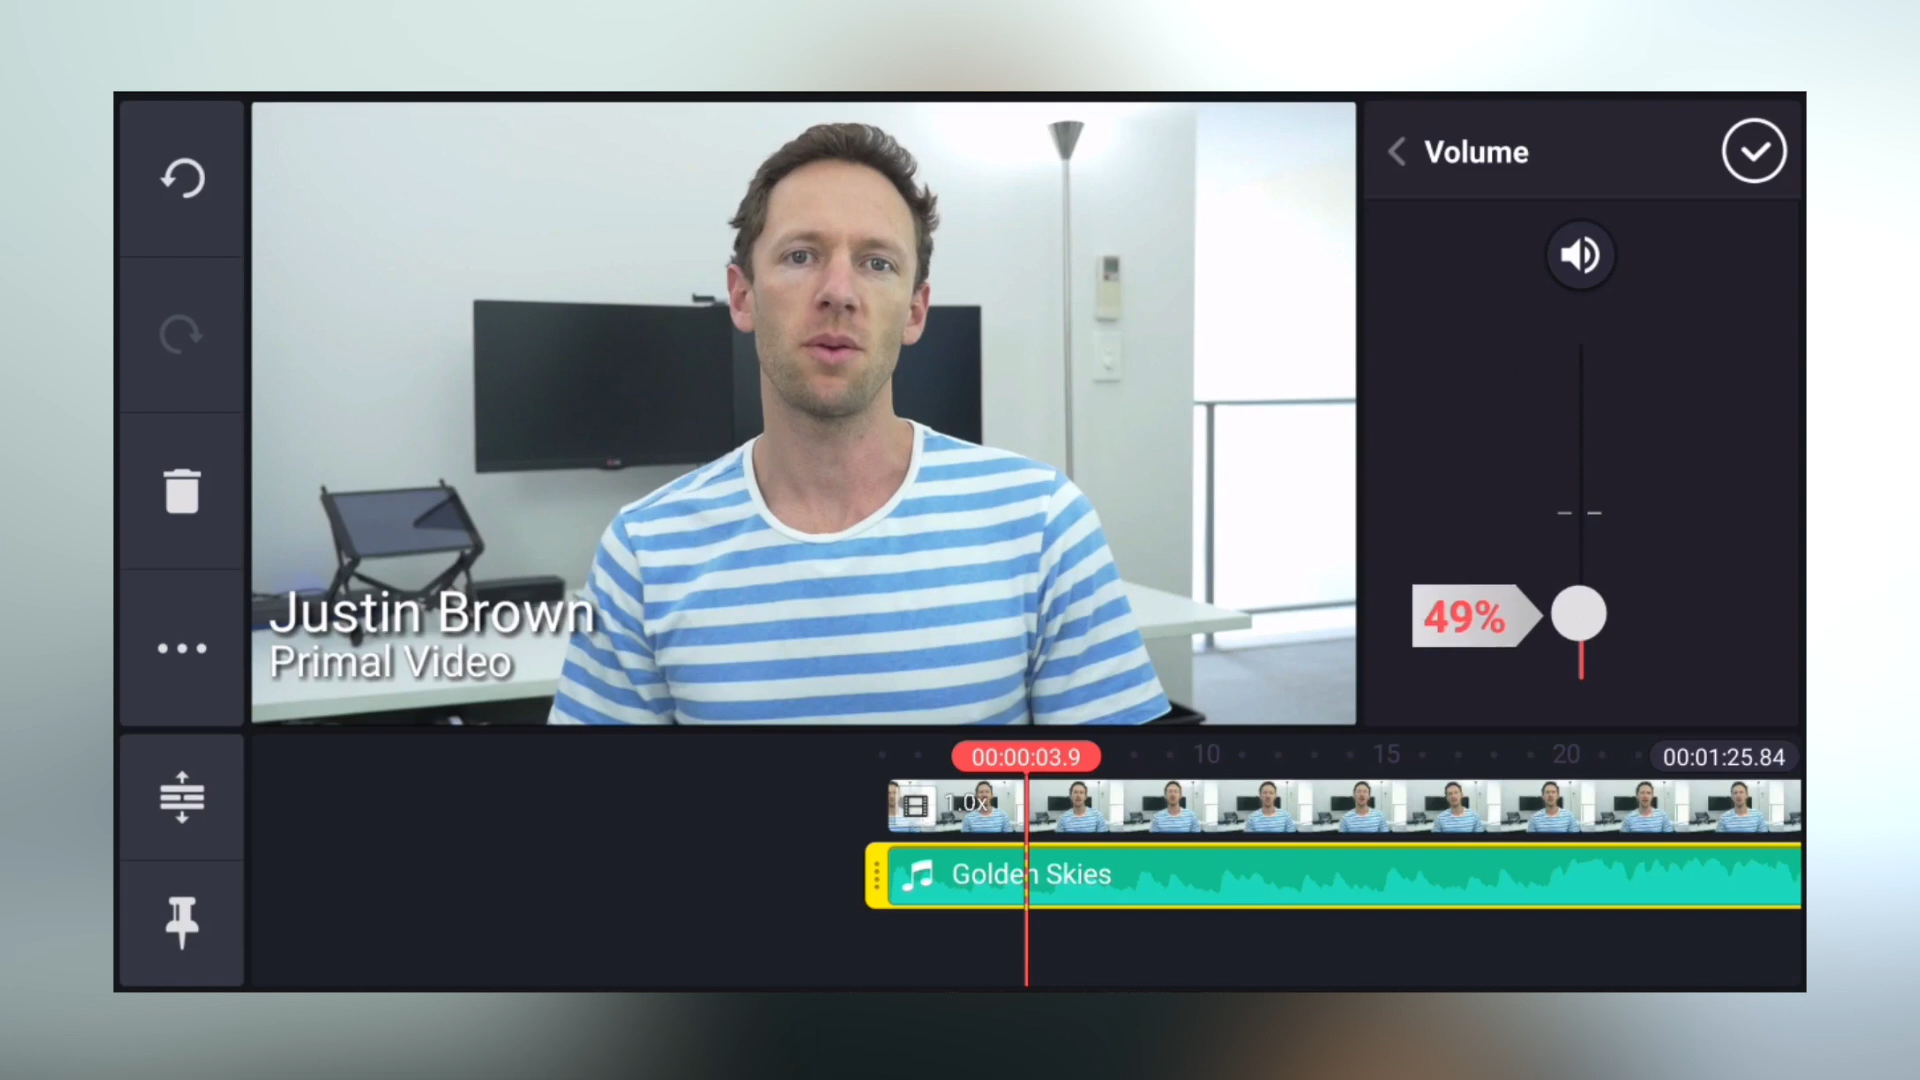 Volume
49%
Justin Brown
Primal Video
00:00:03.9
10
15
20
00:01:25.84
1.0x
Golden Skies